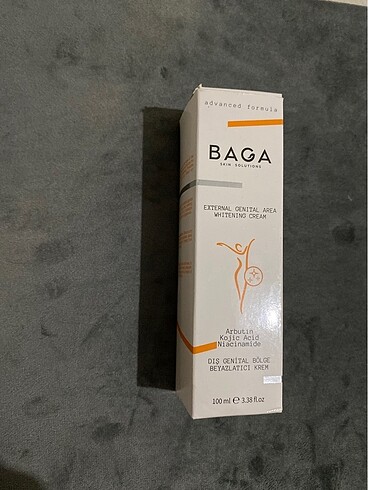 advanced formula
BAGA
SKIN SOLUTIONS
EXTERNAL GENITAL AREA
WHITENING CREAM
Arbutin
Kojic Acid
Niacinamide
DIŞ GENİTAL BÖLGE
BEYAZLATICI KREM
100 ml ℮ 3.38 fl.oz